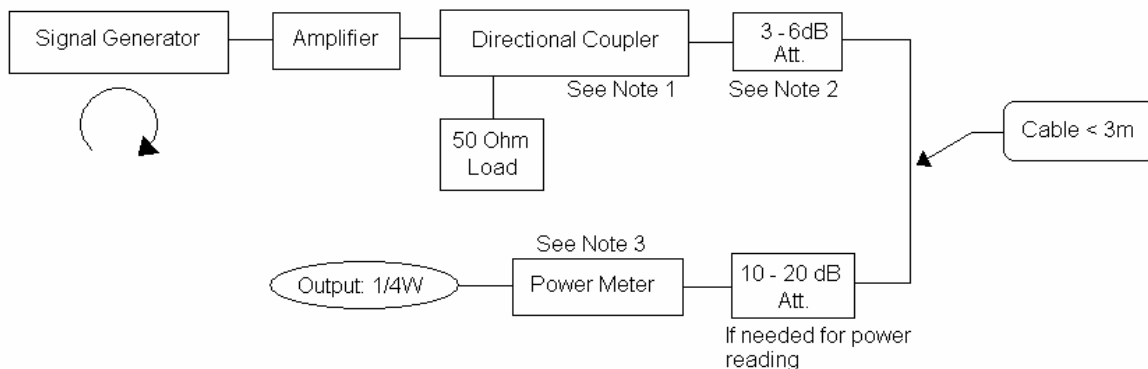 Signal Generator
Amplifier
Directional Coupler
3 - 6dB
Att.
See Note 1
See Note 2
50 Ohm
Load
Cable < 3m
See Note 3
Output: 1/4W
Power Meter
10 - 20 dB
Att.
If needed for power
reading